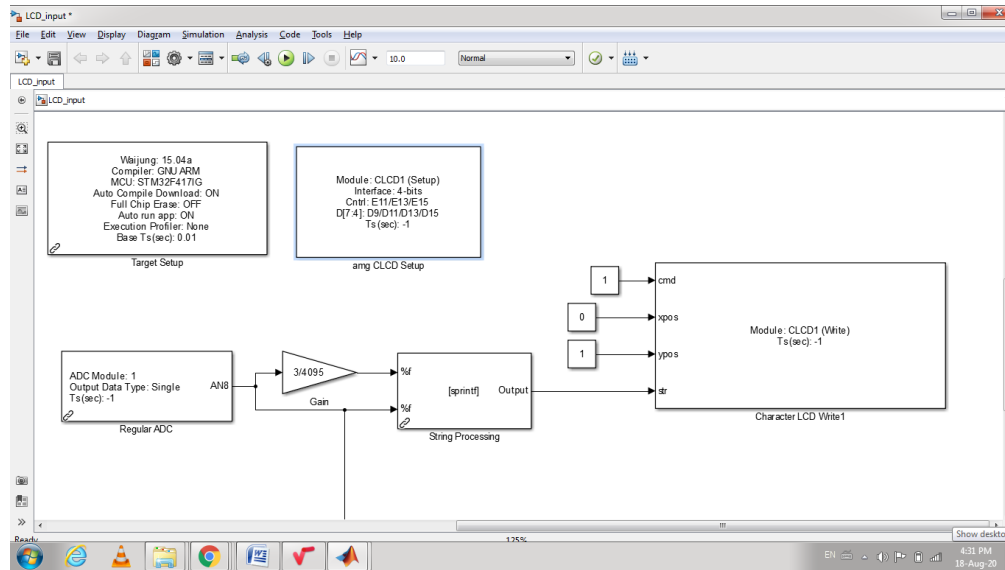 LCD_input *
File Edit View Display Diagram Simulation Analysis Code Tools Help
10.0
Normal
LCD_input
LCD_input
Waijung: 15.04a
Compiler: GNU ARM
MCU: STM32F417IG
Auto Compile Download: ON
Full Chip Erase: OFF
Auto run app: ON
Execution Profiler: None
Base Ts(sec): 0.01
Target Setup
Module: CLCD1 (Setup)
Interface: 4-bits
Cntrl: E11/E13/E15
D[7:4]: D9/D11/D13/D15
Ts(sec): -1
amg CLCD Setup
1
0
1
cmd
xpos
ypos
str
Module: CLCD1 (Write)
Ts(sec): -1
Character LCD Write1
ADC Module: 1
Output Data Type: Single
Ts(sec): -1
AN8
Regular ADC
3/4095
Gain
%f
%f
[sprintf]
Output
String Processing
Ready
125%
Show deskto
EN
4:31 PM
18-Aug-20